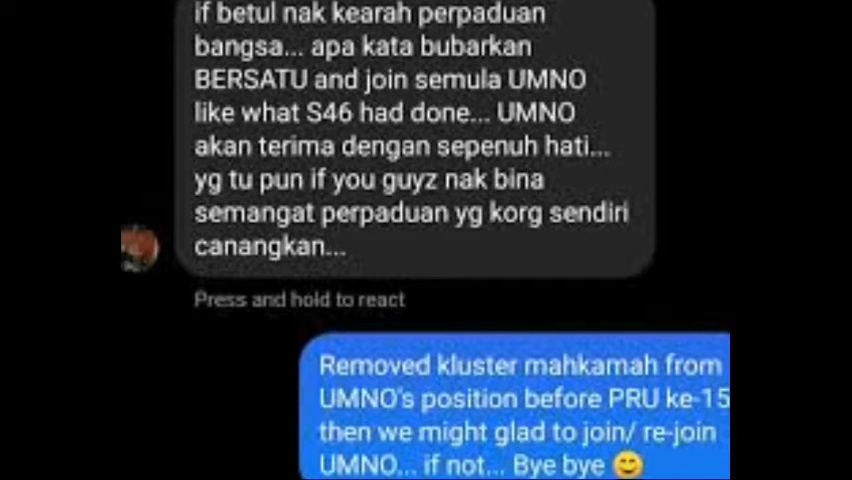 if betul nak kearah perpaduan
bangsa... apa kata bubarkan
BERSATU and join semula UMNO
like what S46 had done... UMNO
akan terima dengan sepenuh hati...
yg tu pun if you guyz nak bina
semangat perpaduan yg korg sendiri
canangkan...
Press and hold to react
Removed kluster mahkamah from
UMNO's position before PRU ke-15
then we might glad to join/ re-join
UMNO... if not... Bye bye 😊